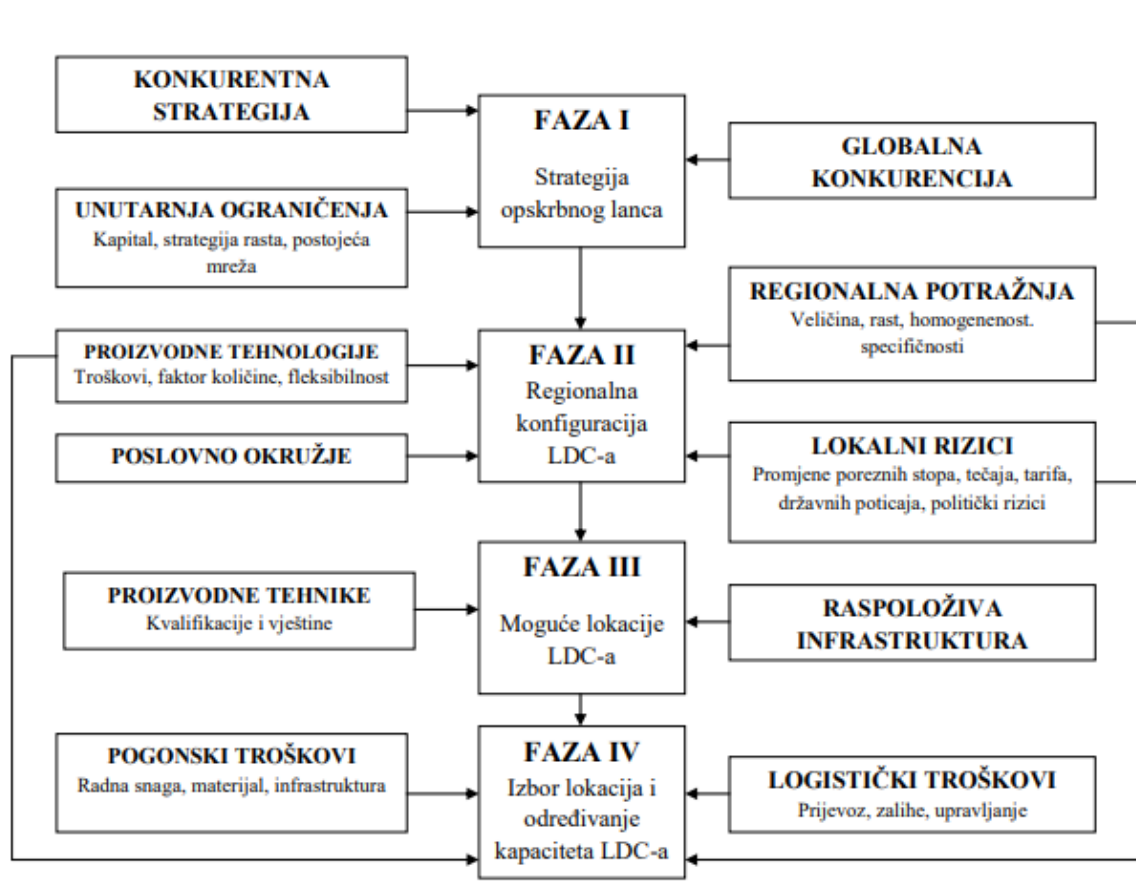 KONKURENTNA
STRATEGIJA
FAZA I
Strategija
opskrbnog lanca
GLOBALNA
KONKURENCIJA
UNUTARNJA OGRANIČENJA
Kapital, strategija rasta, postojeća
mreža
REGIONALNA POTRAŽNJA
Veličina, rast, homogenenost.
specifičnosti
PROIZVODNE TEHNOLOGIJE
Troškovi, faktor količine, fleksibilnost
FAZA II
Regionalna
konfiguracija
LDC-a
POSLOVNO OKRUŽJE
LOKALNI RIZICI
Promjene poreznih stopa, tečaja, tarifa,
državnih poticaja, politički rizici
FAZA III
Moguće lokacije
LDC-a
PROIZVODNE TEHNIKE
Kvalifikacije i vještine
RASPOLOŽIVA
INFRASTRUKTURA
POGONSKI TROŠKOVI
Radna snaga, materijal, infrastruktura
FAZA IV
Izbor lokacija i
određivanje
kapaciteta LDC-a
LOGISTIČKI TROŠKOVI
Prijevoz, zalihe, upravljanje